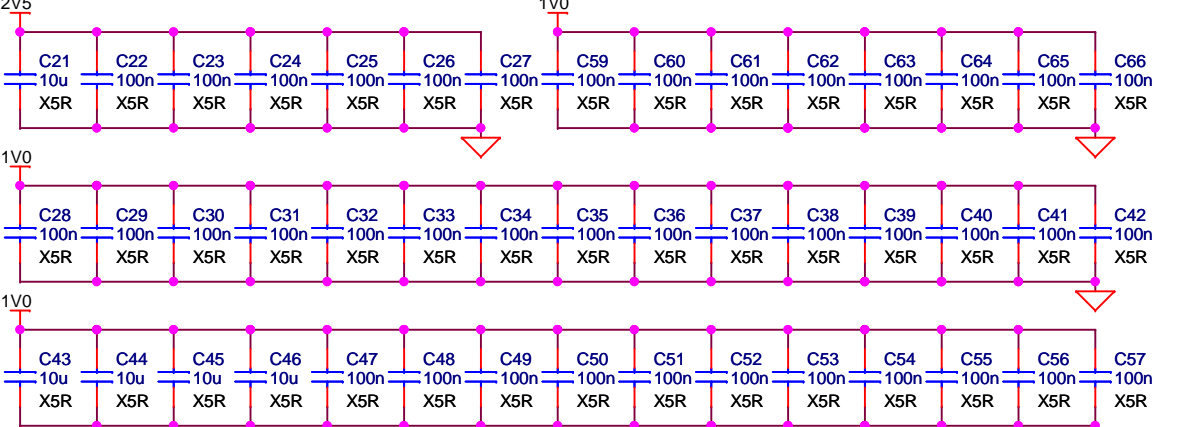 2V5
1V0
C21 C22 C23 C24 C25 C26 C27 C59 C60 C61 C62 C63 C64 C65 C66
10u 100n 100n 100n 100n 100n 100n 100n 100n 100n 100n 100n 100n 100n 100n
X5R X5R X5R X5R X5R X5R X5R X5R X5R X5R X5R X5R X5R X5R X5R
1V0
C28 C29 C30 C31 C32 C33 C34 C35 C36 C37 C38 C39 C40 C41 C42
100n 100n 100n 100n 100n 100n 100n 100n 100n 100n 100n 100n 100n 100n 100n
X5R X5R X5R X5R X5R X5R X5R X5R X5R X5R X5R X5R X5R X5R X5R
1V0
C43 C44 C45 C46 C47 C48 C49 C50 C51 C52 C53 C54 C55 C56 C57
10u 10u 10u 10u 100n 100n 100n 100n 100n 100n 100n 100n 100n 100n 100n
X5R X5R X5R X5R X5R X5R X5R X5R X5R X5R X5R X5R X5R X5R X5R